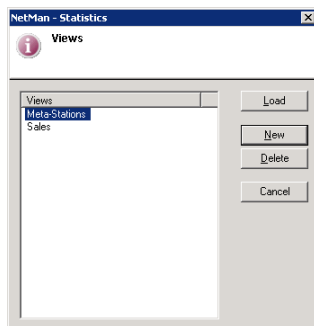 NetMan - Statistics
Views
Views
Meta-Stations
Sales
Load
New
Delete
Cancel